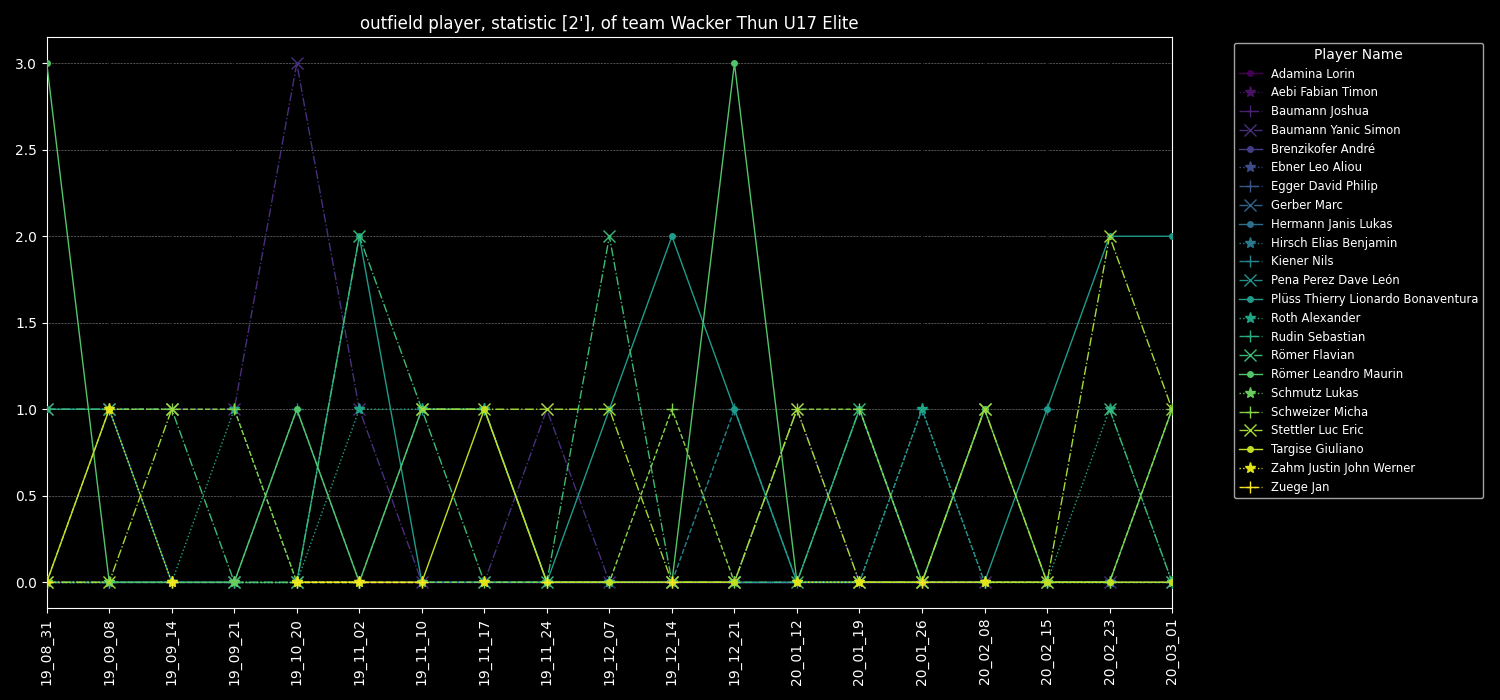 outfield player, statistic [2'], of team Wacker Thun U17 Elite
3.0
2.5
2.0
1.5
1.0
0.5
0.0
19_08_31
19_09_08
19_09_14
19_09_21
19_10_20
19_11_02
19_11_10
19_11_17
19_11_24
19_12_07
19_12_14
19_12_21
20_01_12
20_01_19
20_01_26
20_02_08
20_02_15
20_02_23
20_03_01
Player Name
Adamina Lorin
Aebi Fabian Timon
Baumann Joshua
Baumann Yanic Simon
Brenzikofer André
Ebner Leo Aliou
Egger David Philip
Gerber Marc
Hermann Janis Lukas
Hirsch Elias Benjamin
Kiener Nils
Pena Perez Dave León
Plüss Thierry Lionardo Bonaventura
Roth Alexander
Rudin Sebastian
Römer Flavian
Römer Leandro Maurin
Schmutz Lukas
Schweizer Micha
Stettler Luc Eric
Targise Giuliano
Zahm Justin John Werner
Zuege Jan